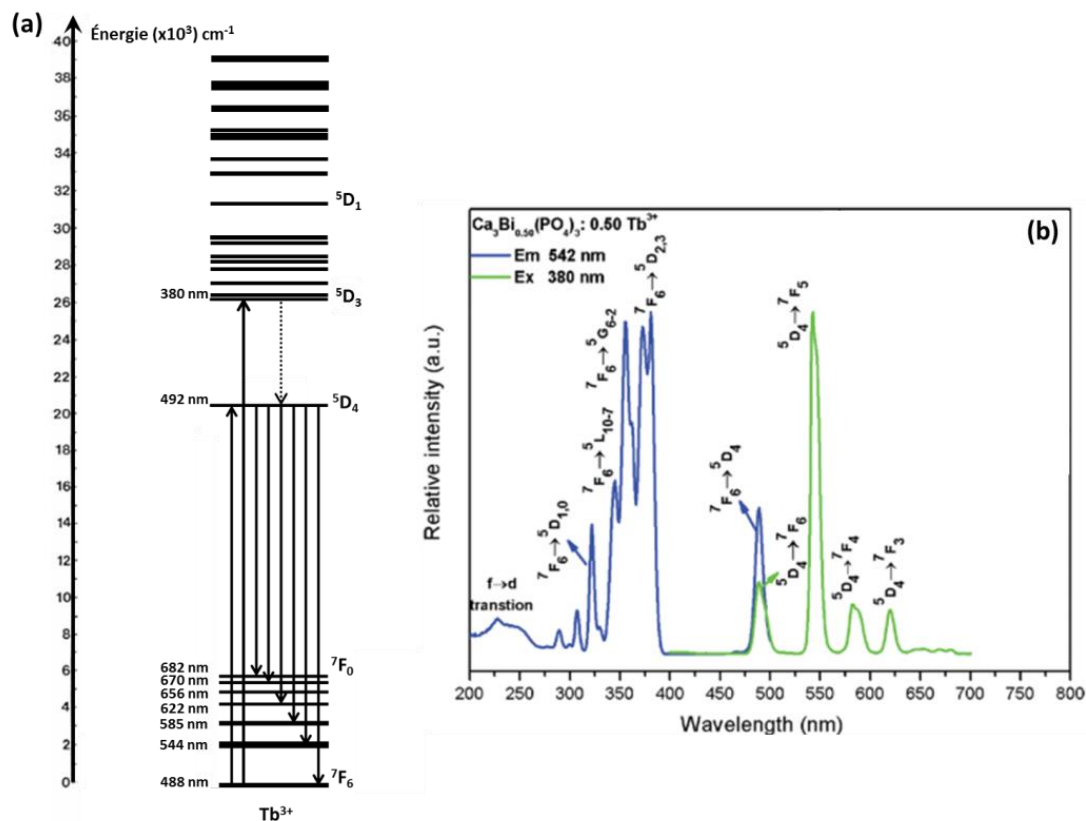 (a)
Énergie (x10³) cm⁻¹
40
38
36
34
32
30
28
26
24
22
20
18
16
14
12
10
8
6
4
2
0
⁵D₁
380 nm
⁵D₃
492 nm
⁵D₄
682 nm
⁷F₀
670 nm
656 nm
622 nm
585 nm
544 nm
488 nm
⁷F₆
Tb³⁺
(b)
Ca₃Bi₀.₅₀(PO₄)₃: 0.50 Tb³⁺
Em 542 nm
Ex 380 nm
f→d
transtion
⁷F₆→⁵D₁,₀
⁷F₆→⁵L₁₀₋₇
⁷F₆→⁵G₆₋₂
⁷F₆→⁵D₂,₃
⁷F₆→⁵D₄
⁵D₄→⁷F₆
⁵D₄→⁷F₅
⁵D₄→⁷F₄
⁵D₄→⁷F₃
Relative intensity (a.u.)
200 250 300 350 400 450 500 550 600 650 700 750 800
Wavelength (nm)